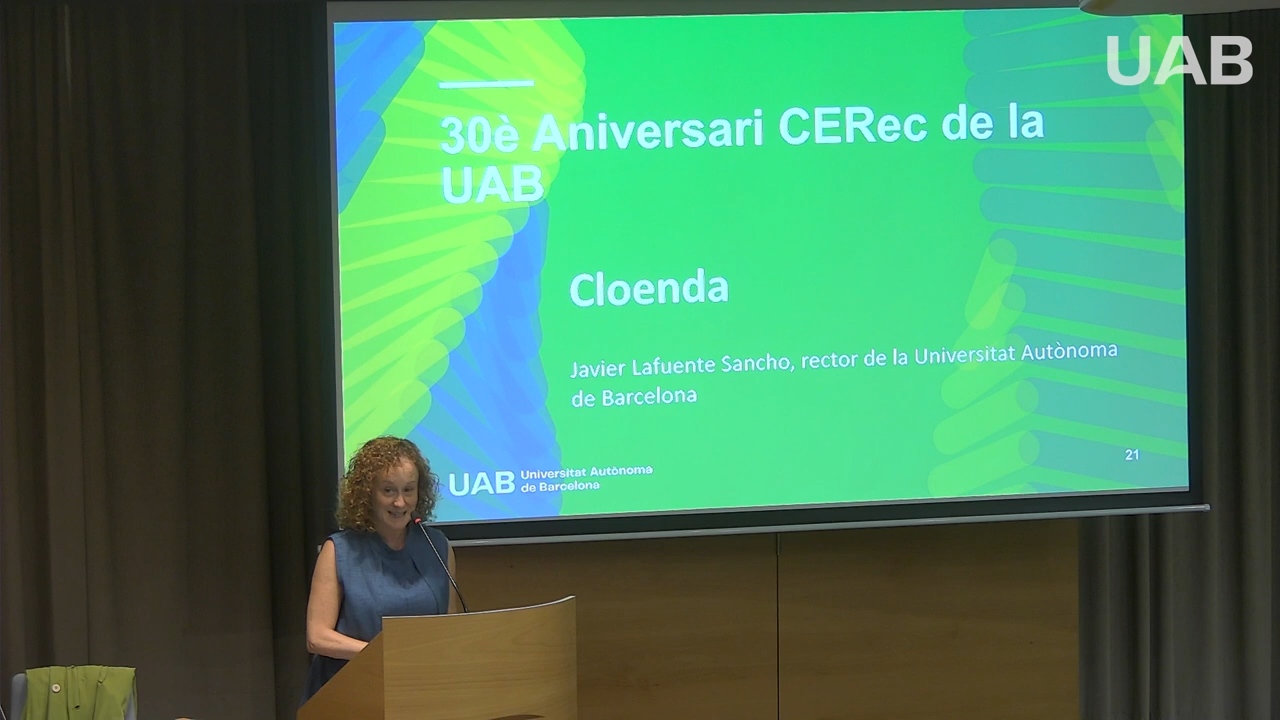 UAB
30è Aniversari CERec de la
UAB
Cloenda
Javier Lafuente Sancho, rector de la Universitat Autònoma
de Barcelona
UAB Universitat Autònoma
de Barcelona
21